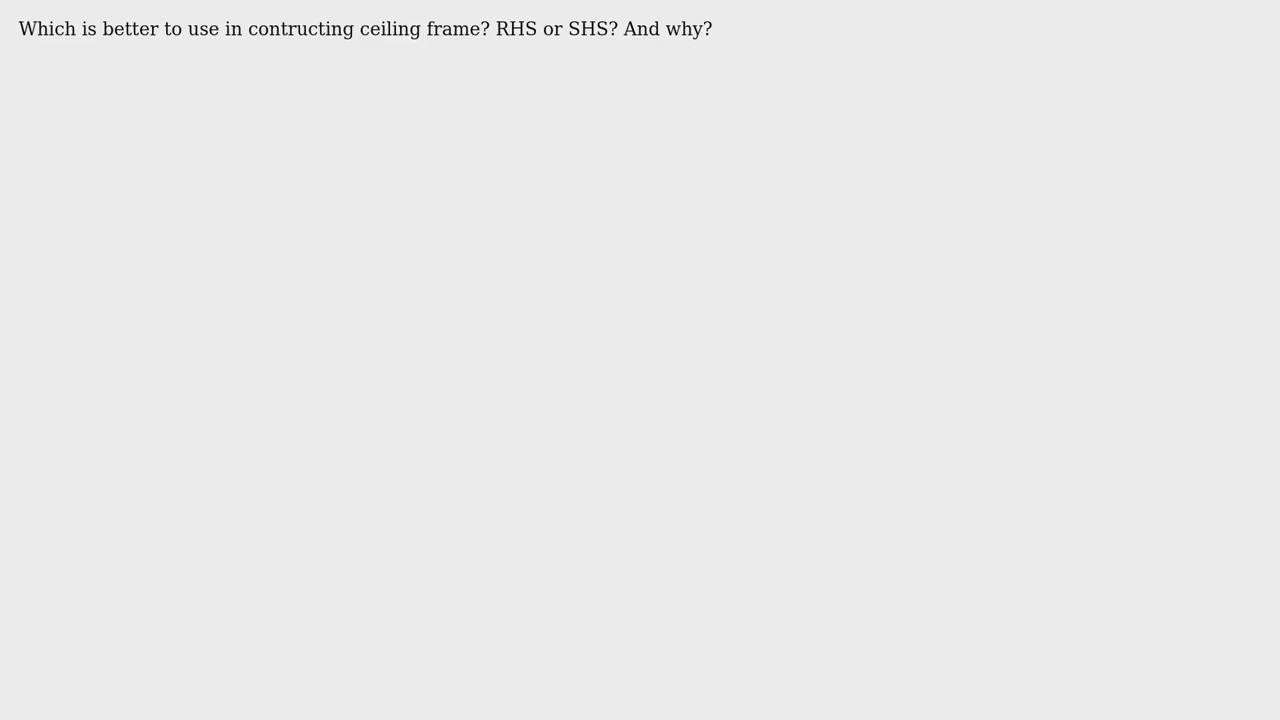 Which is better to use in contructing ceiling frame? RHS or SHS? And why?